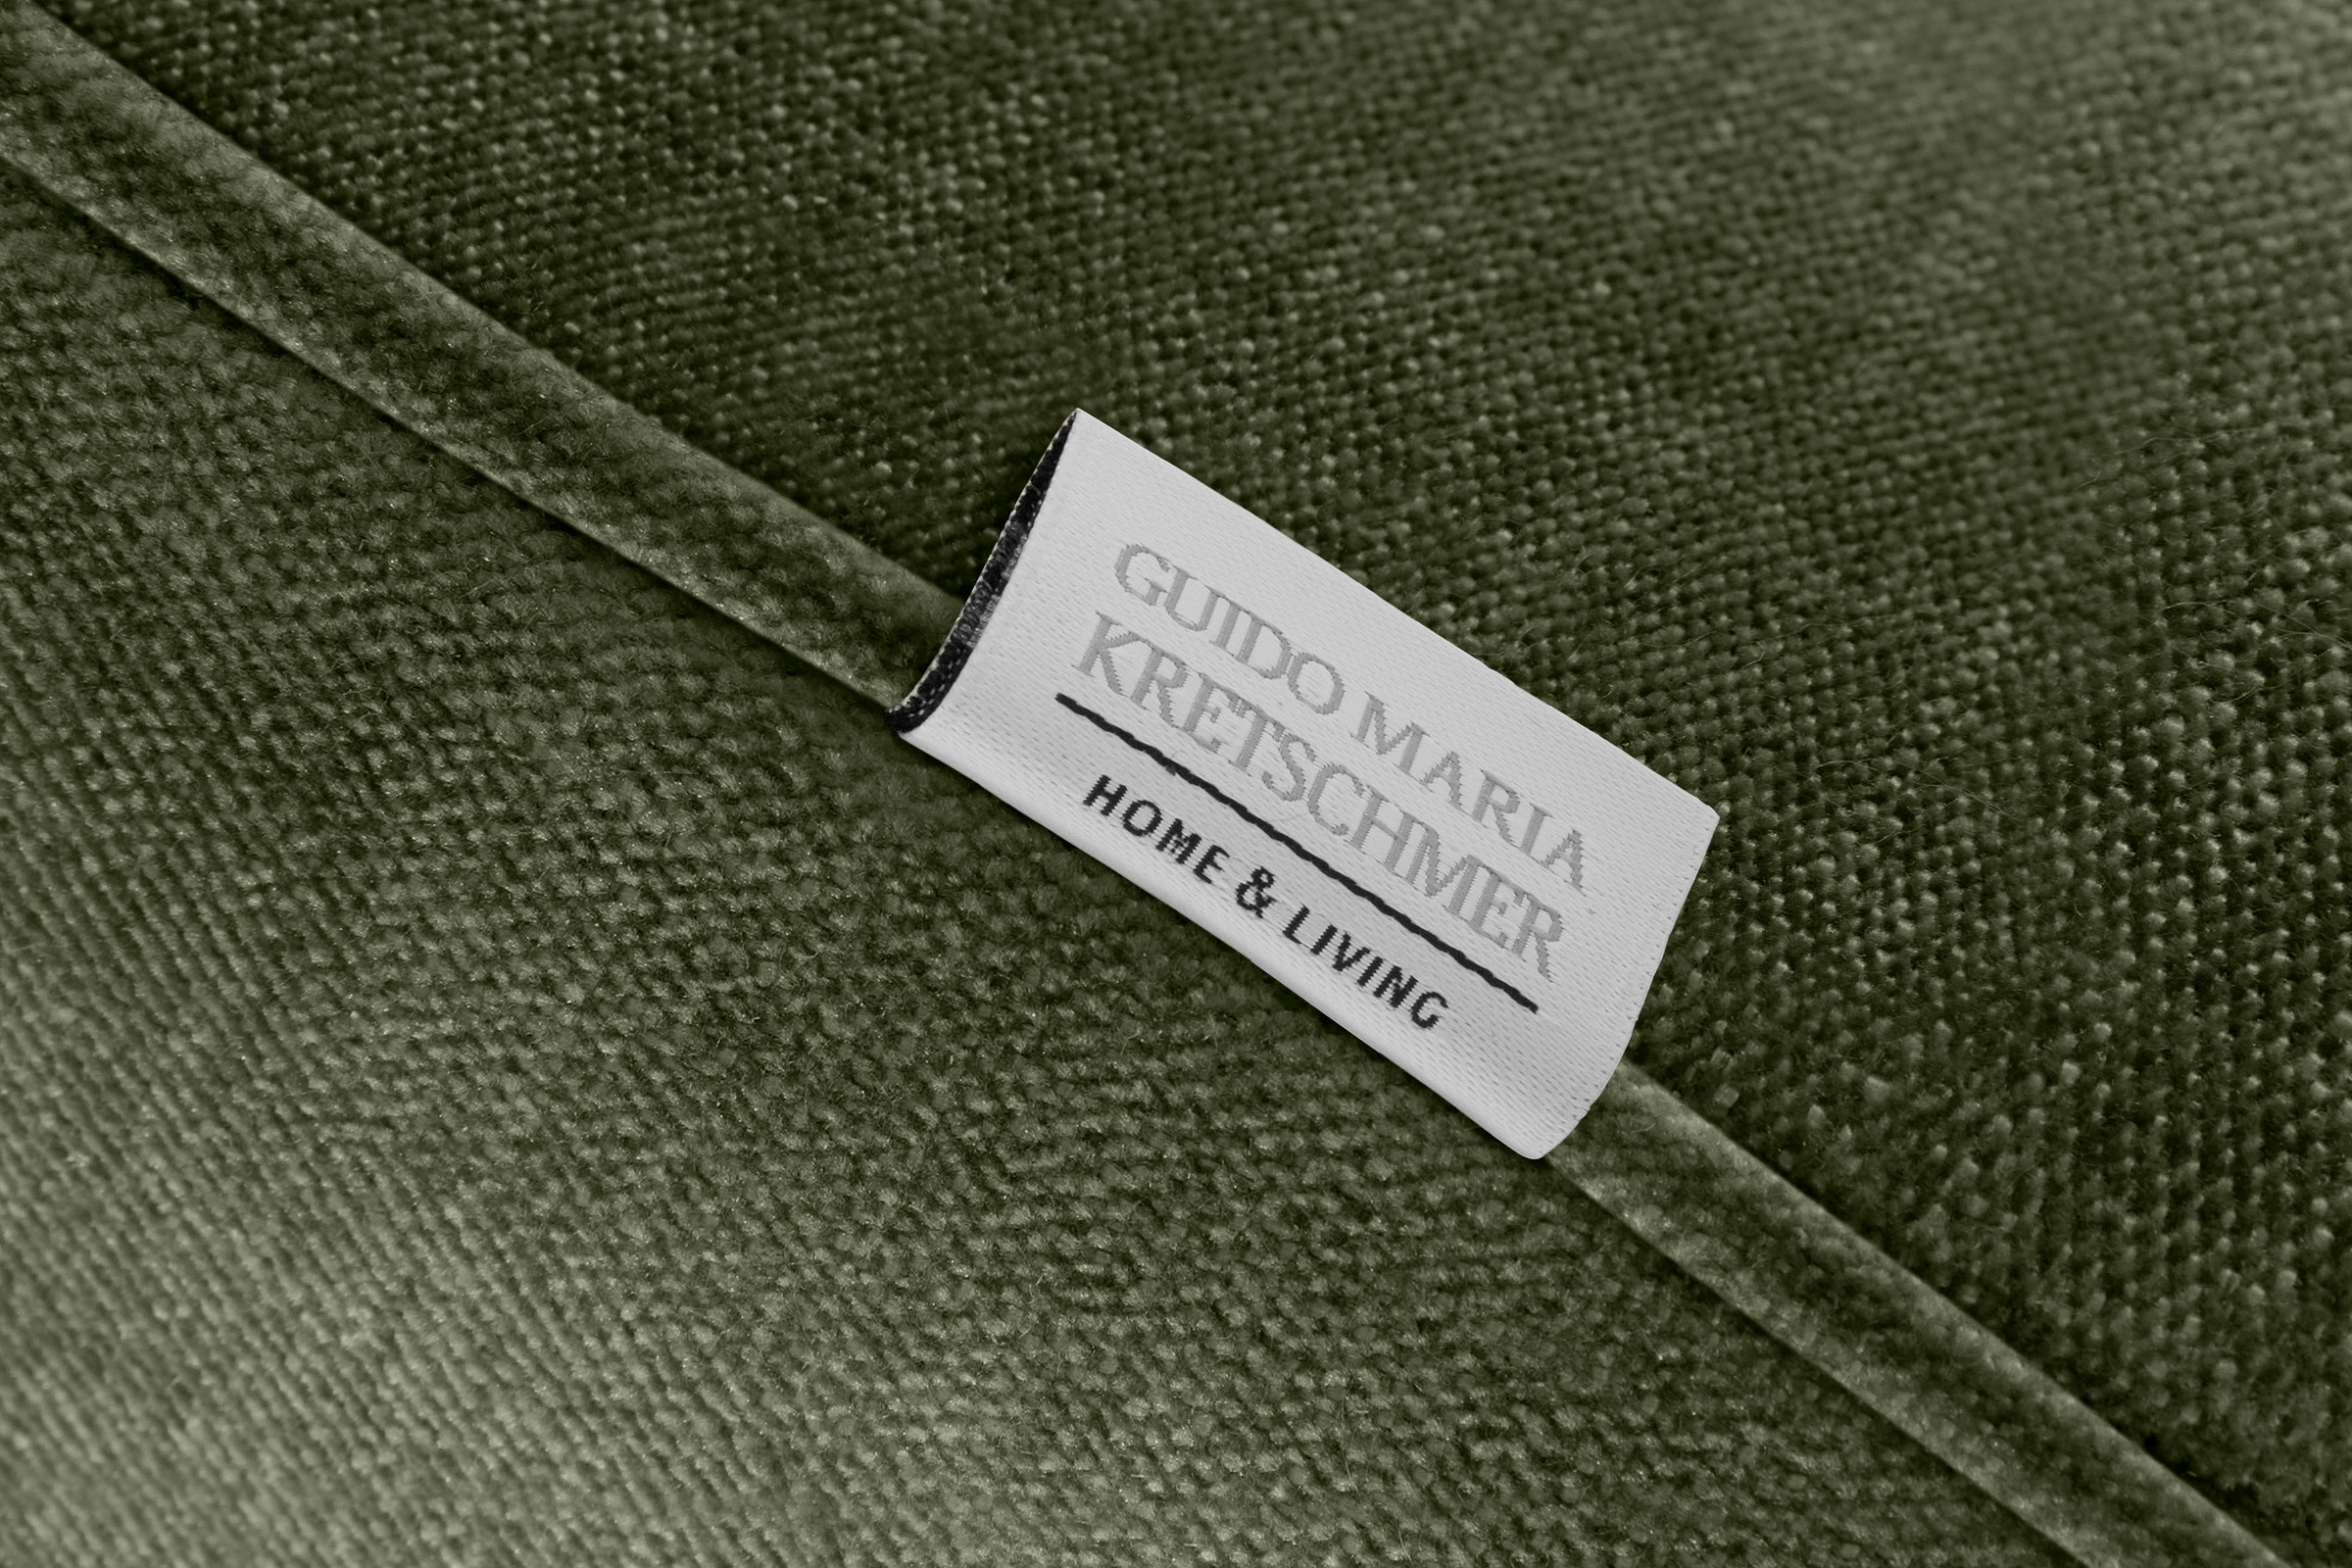 GUIDO MARIA
KRETSCHMER
HOME & LIVING